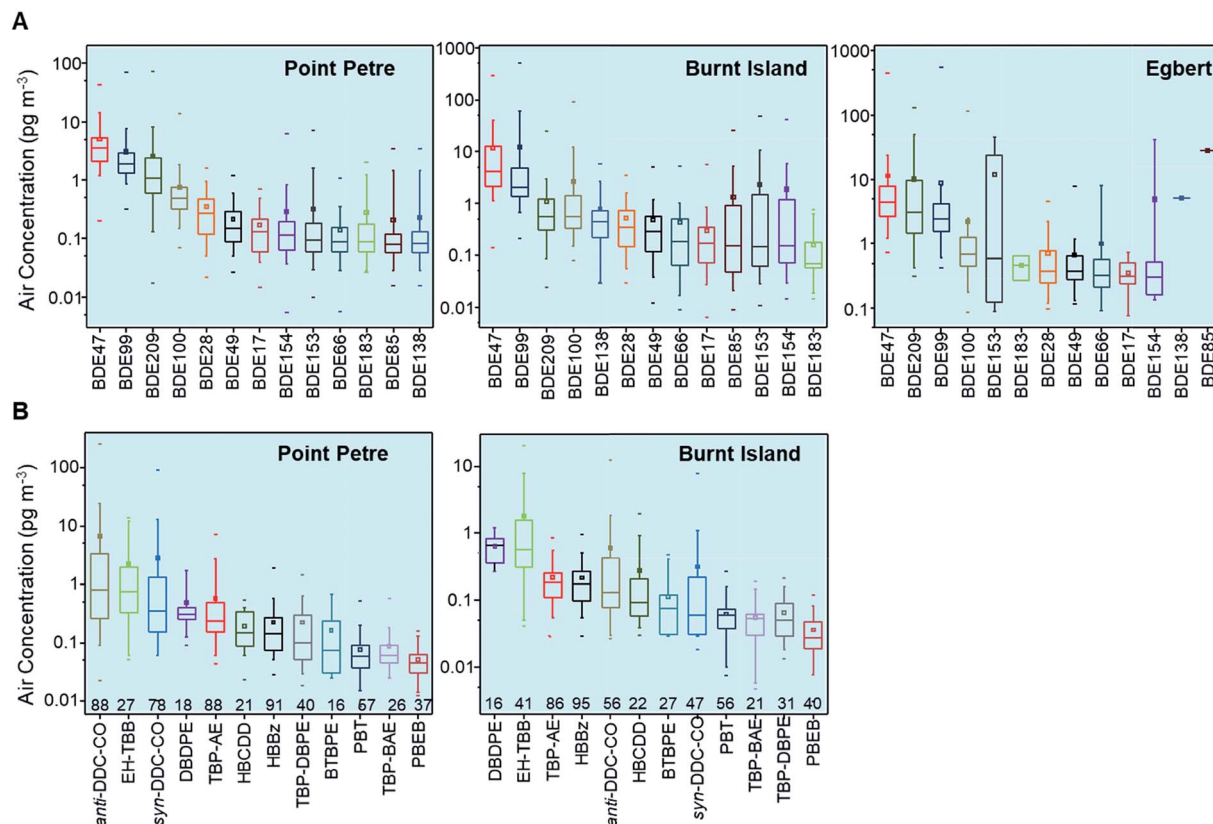 A
Point Petre
Burnt Island
Egbert
Air Concentration (pg m⁻³)
100
10
1
0.1
0.01
1000
100
10
1
0.1
0.01
1000
100
10
1
0.1
BDE47
BDE99
BDE209
BDE100
BDE28
BDE49
BDE17
BDE154
BDE153
BDE66
BDE183
BDE85
BDE138
BDE47
BDE99
BDE209
BDE100
BDE138
BDE28
BDE49
BDE66
BDE17
BDE85
BDE153
BDE154
BDE183
BDE47
BDE209
BDE99
BDE100
BDE153
BDE183
BDE28
BDE49
BDE66
BDE17
BDE154
BDE138
BDE85
B
Point Petre
Burnt Island
Air Concentration (pg m⁻³)
100
10
1
0.1
0.01
10
1
0.1
0.01
88 27 78 18 88 21 91 40 16 67 26 37
16 41 86 95 56 22 27 47 56 21 31 40
anti-DDC-CO
EH-TBB
syn-DDC-CO
DBDPE
TBP-AE
HBCDD
HBBz
TBP-DBPE
BTBPE
PBT
TBP-BAE
PBEB
DBDPE
EH-TBB
TBP-AE
HBBz
anti-DDC-CO
HBCDD
BTBPE
syn-DDC-CO
PBT
TBP-BAE
TBP-DBPE
PBEB